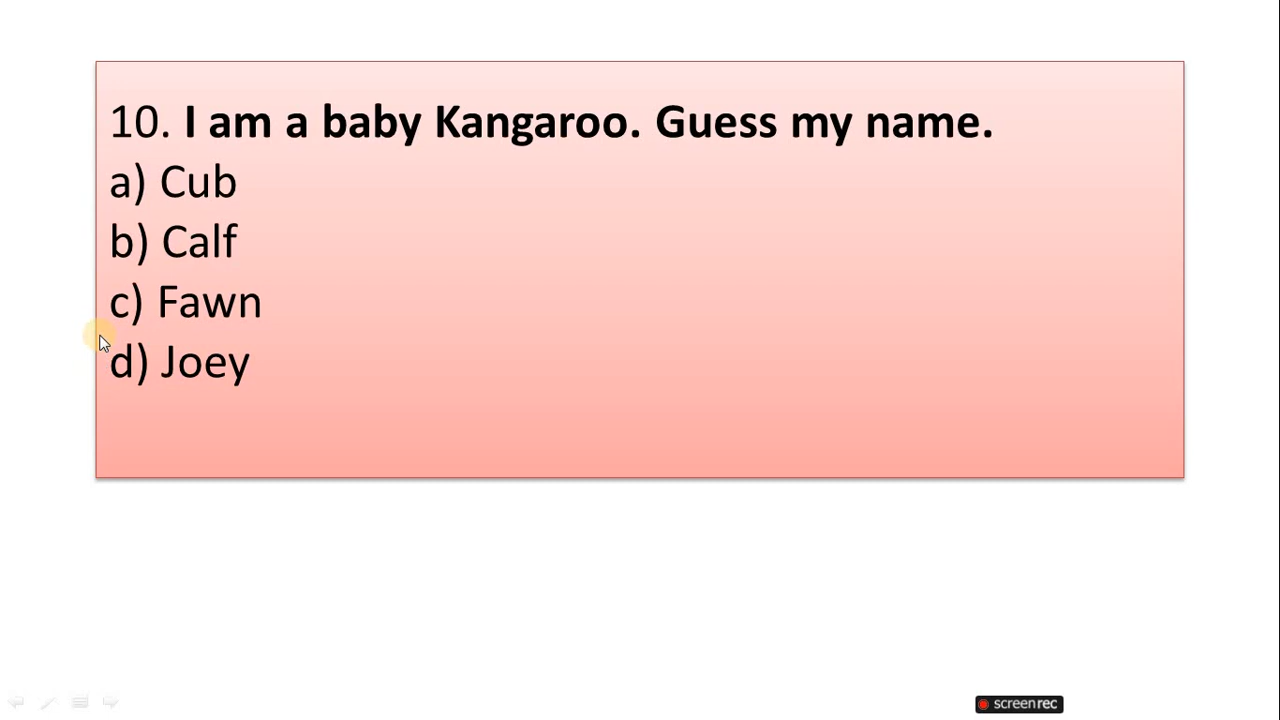 10. I am a baby Kangaroo. Guess my name.
a) Cub
b) Calf
c) Fawn
d) Joey
screenrec